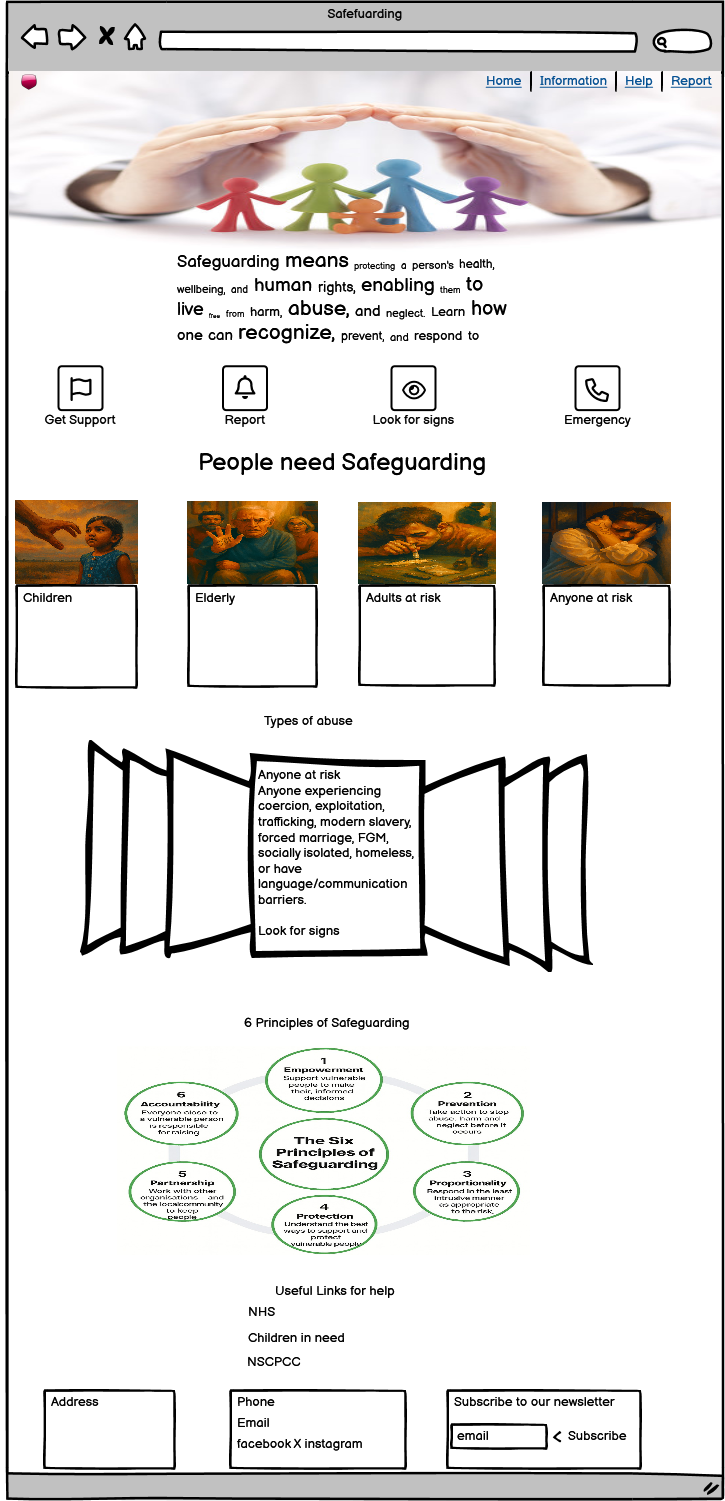 Safefuarding
Home Information Help Report
Safeguarding means protecting a person's health,
wellbeing, and human rights, enabling them to
live free from harm, abuse, and neglect. Learn how
one can recognize, prevent, and respond to
Get Support Report Look for signs Emergency
People need Safeguarding
Children Elderly Adults at risk Anyone at risk
Types of abuse
Anyone at risk
Anyone experiencing
coercion, exploitation,
trafficking, modern slavery,
forced marriage, FGM,
socially isolated, homeless,
or have
language/communication
barriers.
Look for signs
6 Principles of Safeguarding
1
Empowerment
Support vulnerable
people to make
their, informed
decisions
2
Prevention
Take action to stop
abuse, harm and
neglect before it
occurs
3
Proportionality
Respond in the least
Intrusive manner
as appropriate
to the risk,
4
Protection
Understand the best
ways to support and
protect
vulnerable people
5
Partnership
Work with other
organisations and
the localcommunity
to keep
people
6
Accountability
Everyone close to
a vulnerable person
is responsible
for raising
The Six
Principles of
Safeguarding
Useful Links for help
NHS
Children in need
NSCPCC
Address
Phone
Email
facebook X instagram
Subscribe to our newsletter
email < Subscribe